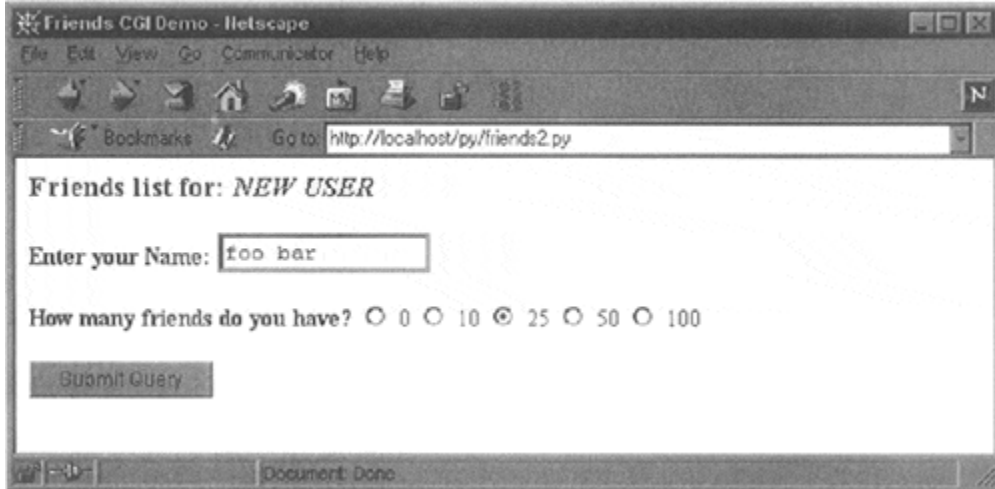 Friends CGI Demo - Netscape
File Edit View Go Communicator Help
N
Bookmarks Go to: http://localhost/py/friends2.py
Friends list for: NEW USER
Enter your Name: foo bar
How many friends do you have? 0 10 25 50 100
Submit Query
Document: Done